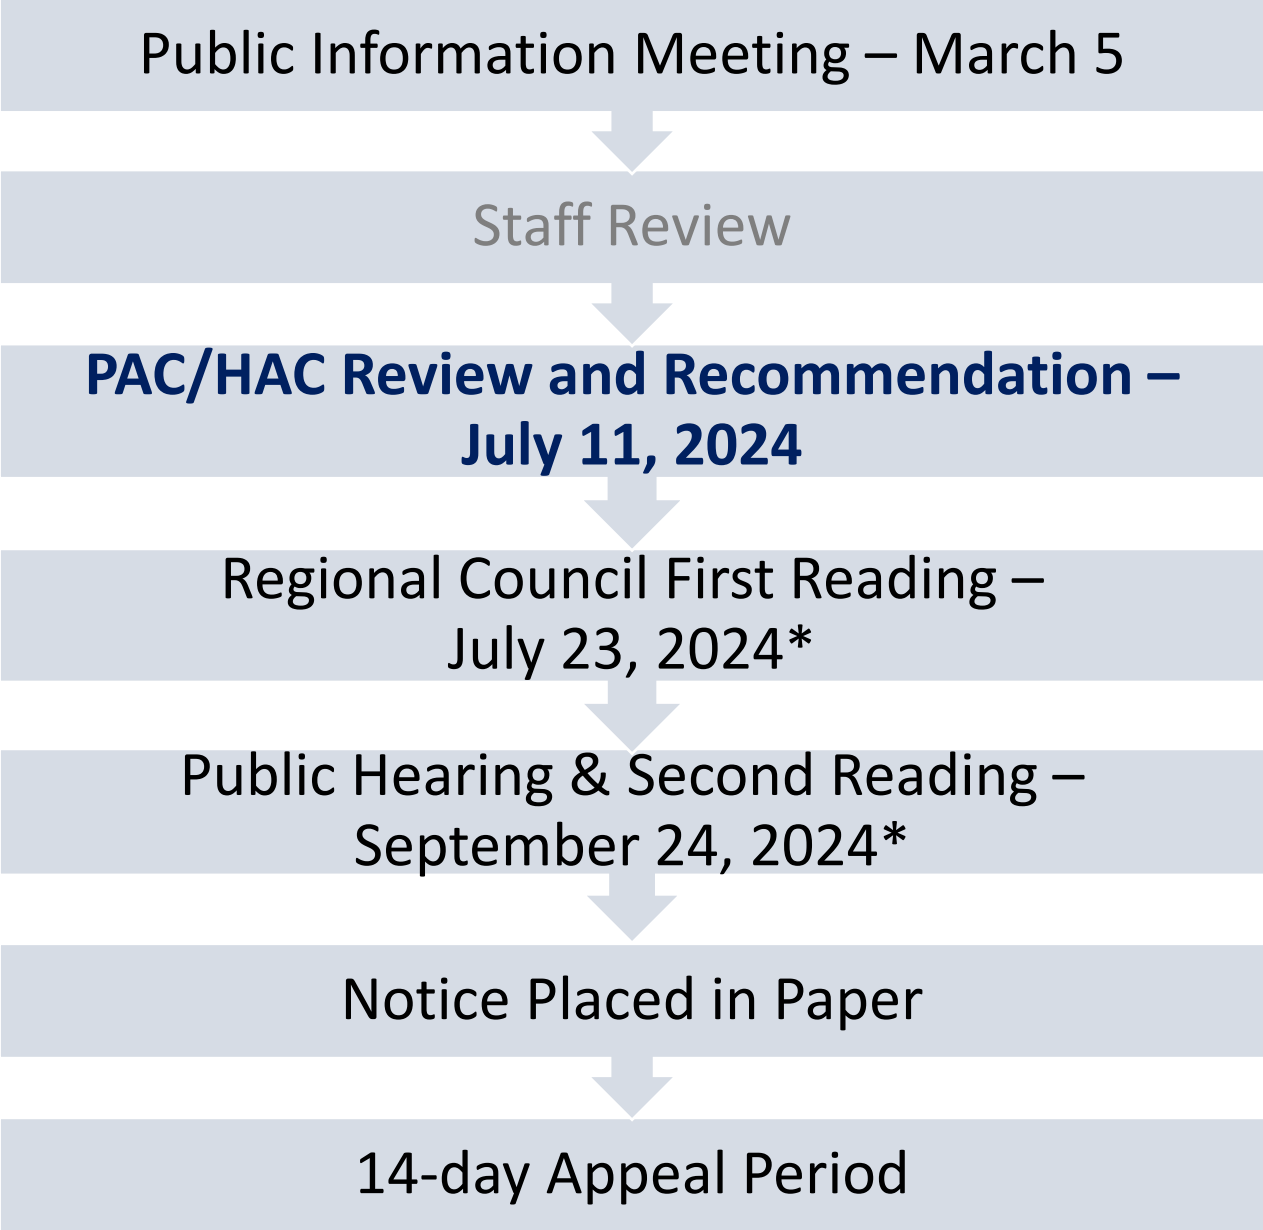 Public Information Meeting – March 5
Staff Review
PAC/HAC Review and Recommendation –
July 11, 2024
Regional Council First Reading –
July 23, 2024*
Public Hearing & Second Reading –
September 24, 2024*
Notice Placed in Paper
14-day Appeal Period